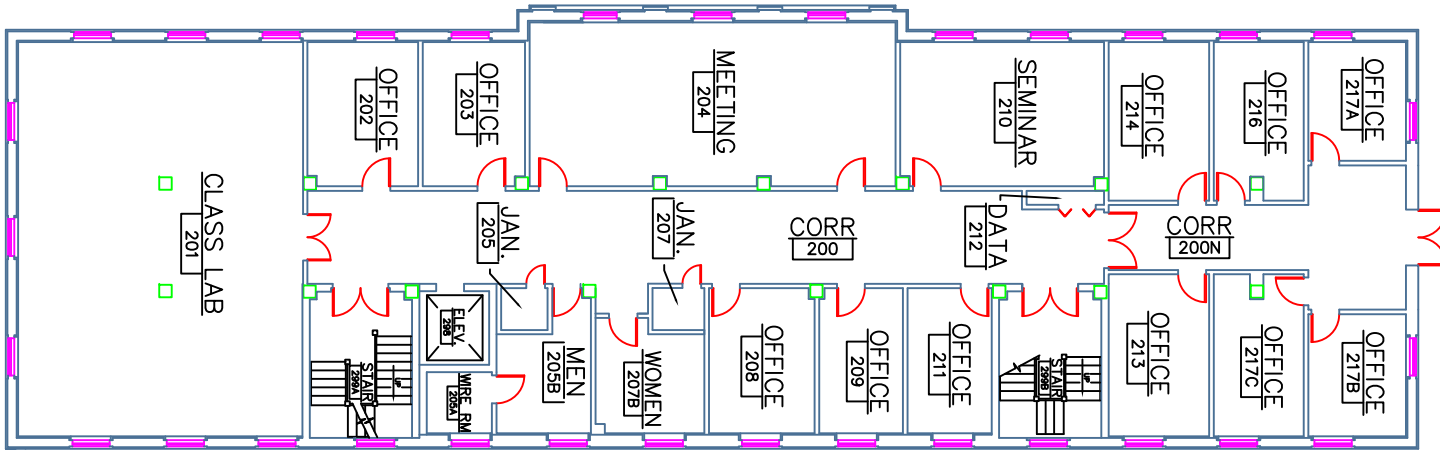 OFFICE
202
OFFICE
203
MEETING
204
SEMINAR
210
OFFICE
214
OFFICE
216
OFFICE
217A
CLASS LAB
201
JAN.
205
JAN.
207
CORR
200
DATA
212
CORR
200N
ELEV.
298
STAIR
299A
UP
WIRE RM
205A
MEN
205B
WOMEN
207B
OFFICE
208
OFFICE
209
OFFICE
211
STAIR
299B
UP
OFFICE
213
OFFICE
217C
OFFICE
217B